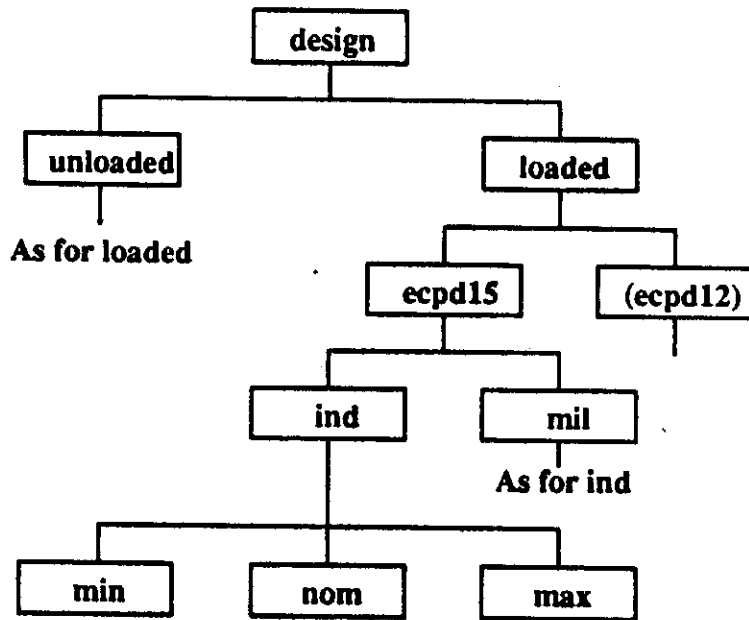 design
unloaded
loaded
As for loaded
ecpd15
(ecpd12)
ind
mil
As for ind
min
nom
max